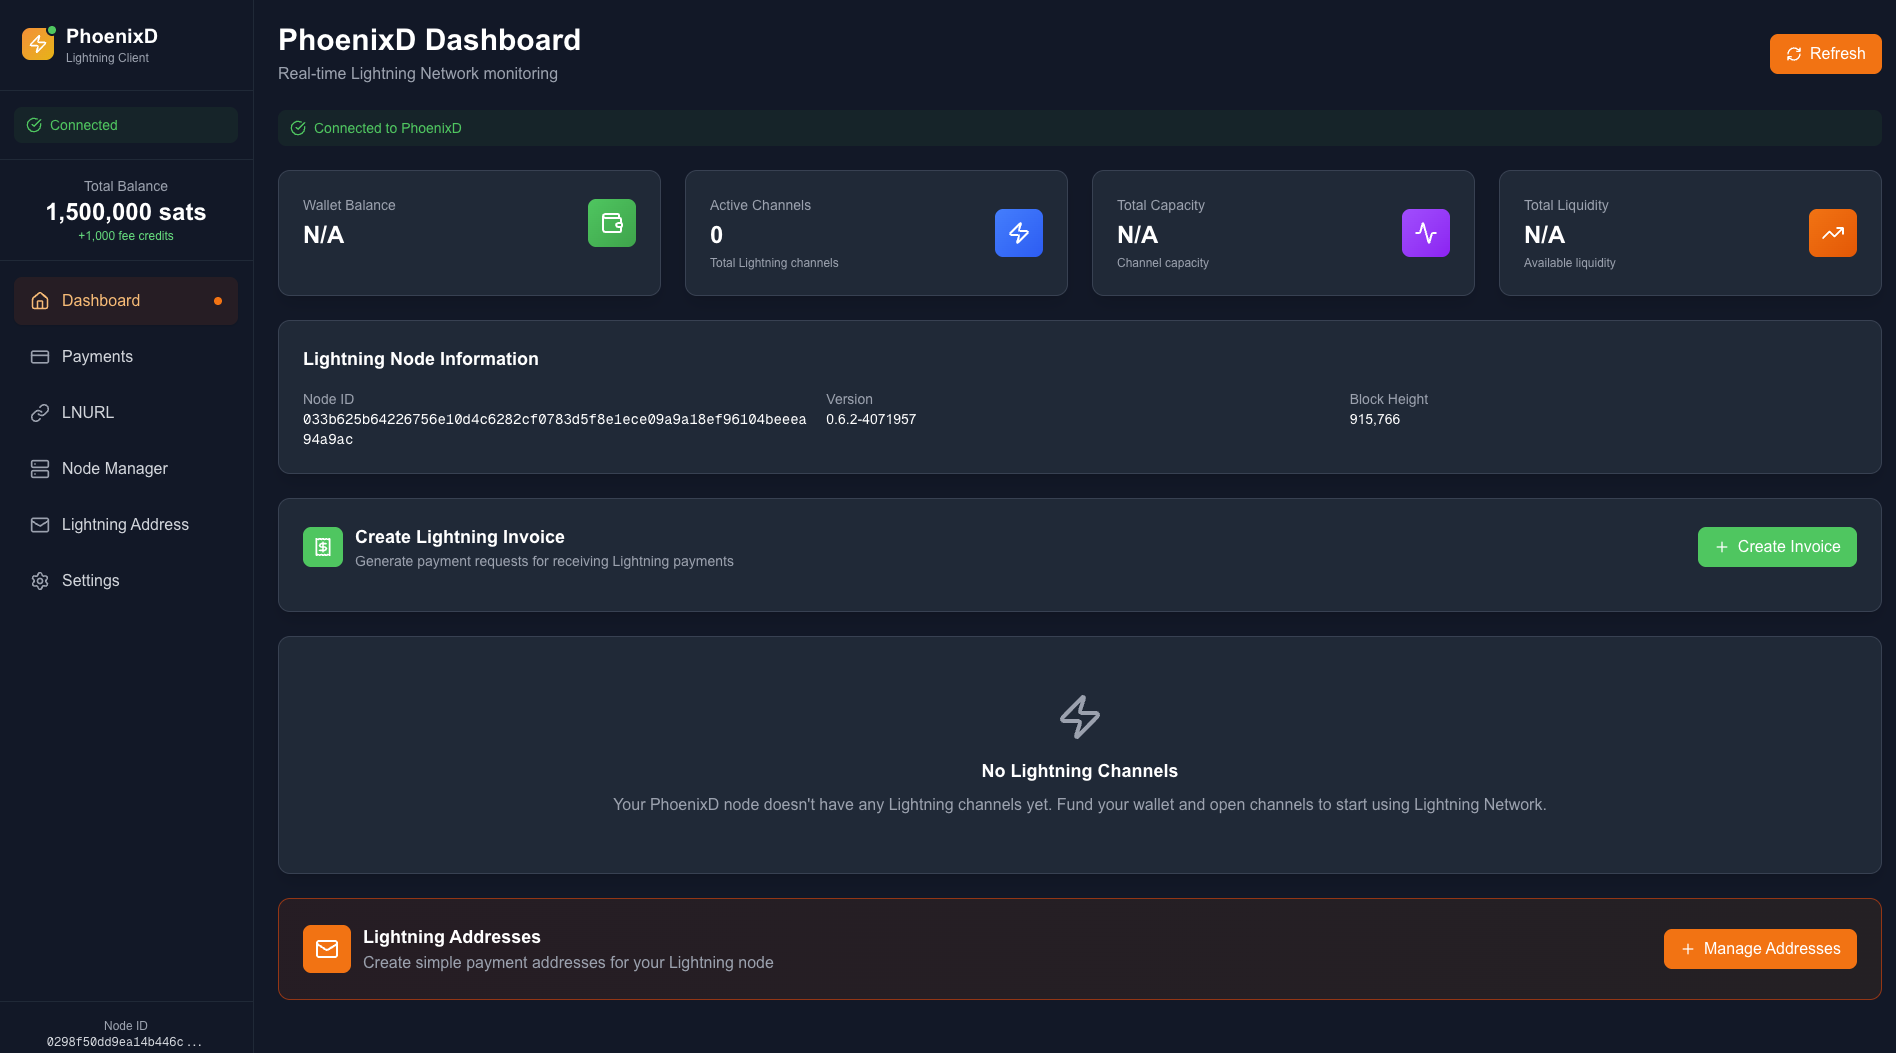 PhoenixD
Lightning Client
Connected
Total Balance
1,500,000 sats
+1,000 fee credits
Dashboard
Payments
LNURL
Node Manager
Lightning Address
Settings
Node ID
0298f50dd9ea14b446c...
PhoenixD Dashboard
Real-time Lightning Network monitoring
Refresh
Connected to PhoenixD
Wallet Balance
N/A
Active Channels
0
Total Lightning channels
Total Capacity
N/A
Channel capacity
Total Liquidity
N/A
Available liquidity
Lightning Node Information
Node ID
033b625b64226756e10d4c6282cf0783d5f8e1ece09a9a18ef96104beeea
94a9ac
Version
0.6.2-4071957
Block Height
915,766
Create Lightning Invoice
Generate payment requests for receiving Lightning payments
Create Invoice
No Lightning Channels
Your PhoenixD node doesn't have any Lightning channels yet. Fund your wallet and open channels to start using Lightning Network.
Lightning Addresses
Create simple payment addresses for your Lightning node
Manage Addresses